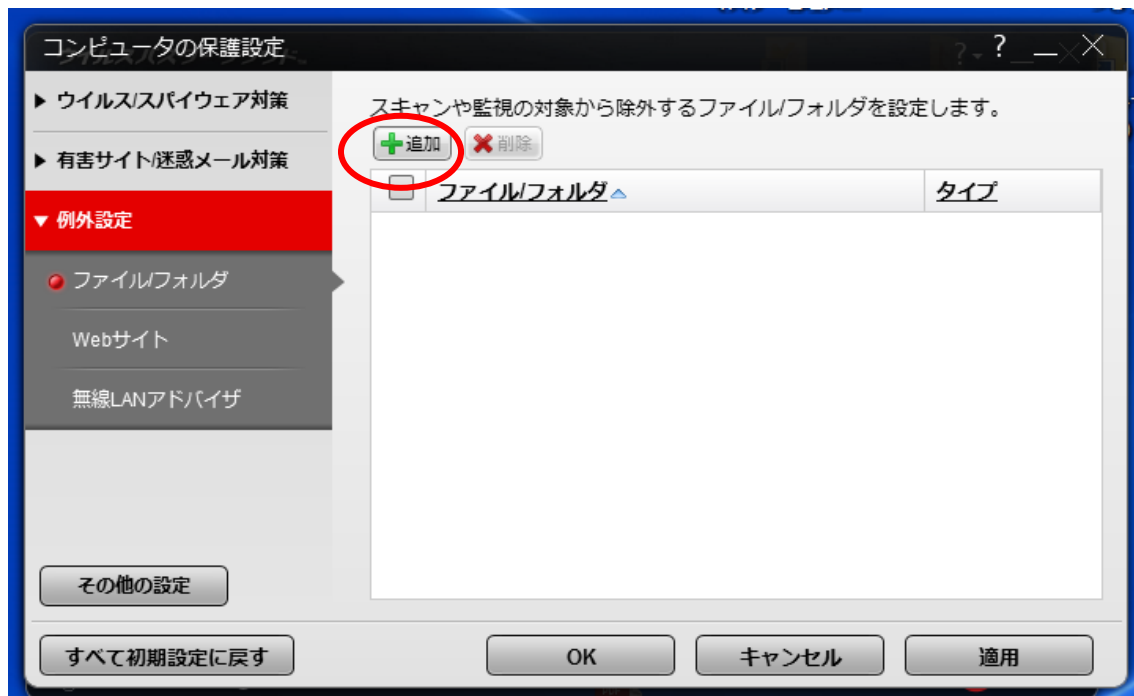 コンピュータの保護設定
?
▶ ウイルス/スパイウェア対策
▶ 有害サイト/迷惑メール対策
▼ 例外設定
ファイル/フォルダ
Webサイト
無線LANアドバイザ
その他の設定
スキャンや監視の対象から除外するファイル/フォルダを設定します。
追加 削除
ファイル/フォルダ タイプ
すべて初期設定に戻す OK キャンセル 適用